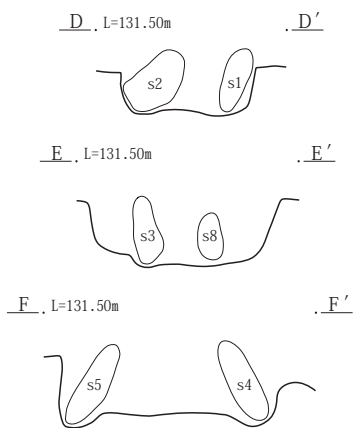 D . L=131.50m . D′
s2 s1
E . L=131.50m . E′
s3 s8
F . L=131.50m . F′
s5 s4